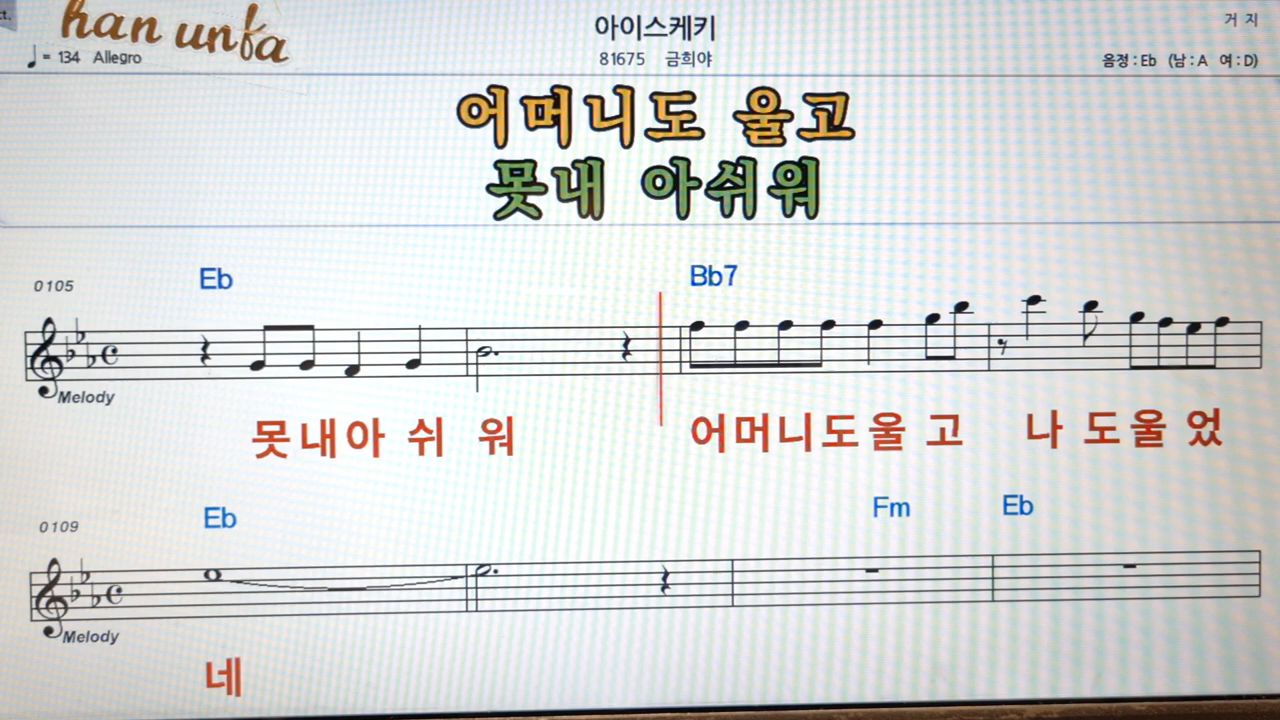 ct.
han unfa
♩= 134 Allegro
아이스케키
81675 금희야
거 지
음정 : Eb (남 : A 여 : D)
어머니도 울고
못내 아쉬워
0105
Eb
Bb7
Melody
못내아 쉬 워 어머니도울 고 나 도울 었
0109
Eb
Fm
Eb
Melody
네